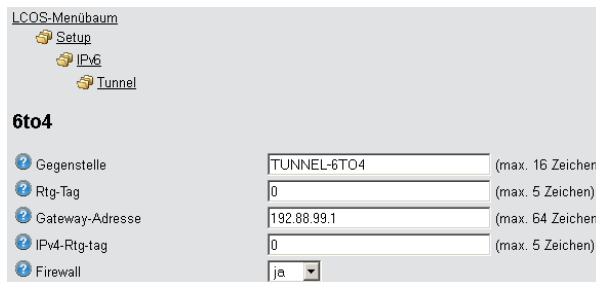 LCOS-Menübaum
Setup
IPv6
Tunnel
6to4
Gegenstelle TUNNEL-6TO4 (max. 16 Zeichen
Rtg-Tag 0 (max. 5 Zeichen)
Gateway-Adresse 192.88.99.1 (max. 64 Zeichen
IPv4-Rtg-tag 0 (max. 5 Zeichen)
Firewall ja